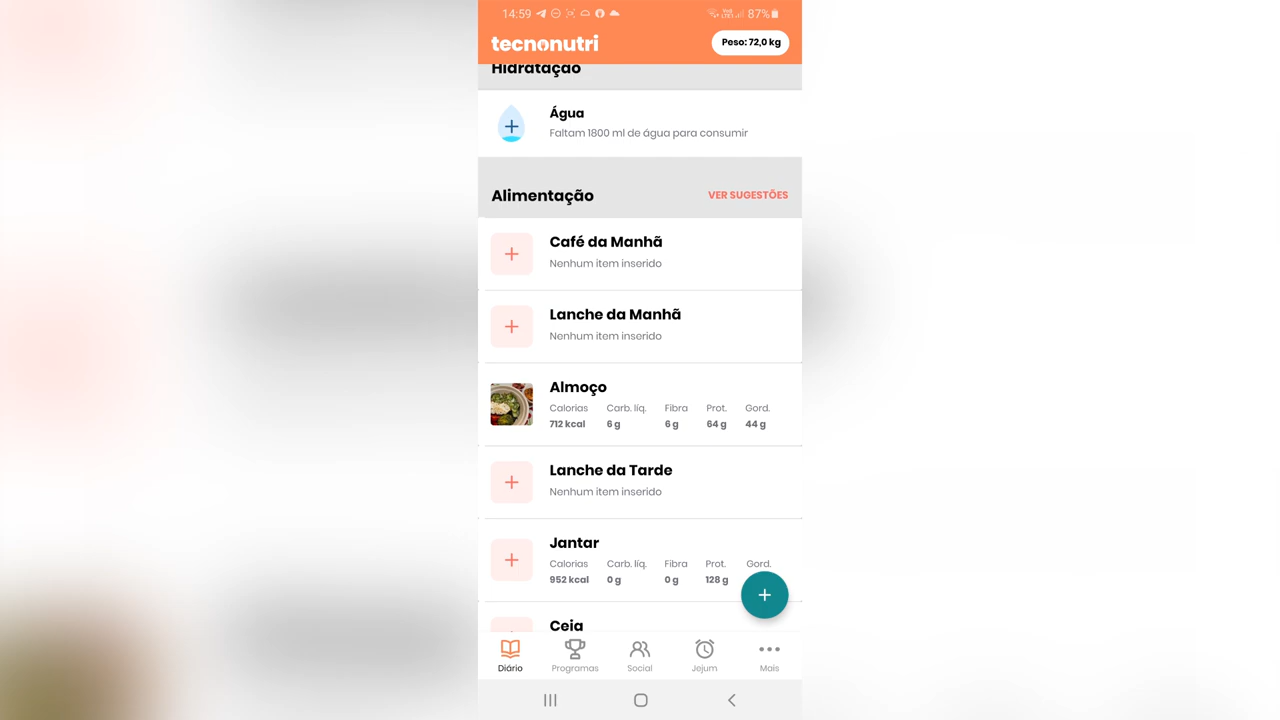 14:59 87%
tecnonutri Peso: 72,0 kg
Hidratação
Água
Faltam 1800 ml de água para consumir
Alimentação VER SUGESTÕES
Café da Manhã
Nenhum item inserido
Lanche da Manhã
Nenhum item inserido
Almoço
Calorias Carb. líq. Fibra Prot. Gord.
712 kcal 6 g 6 g 64 g 44 g
Lanche da Tarde
Nenhum item inserido
Jantar
Calorias Carb. líq. Fibra Prot. Gord.
952 kcal 0 g 0 g 128 g
Ceia
Diário Programas Social Jejum Mais